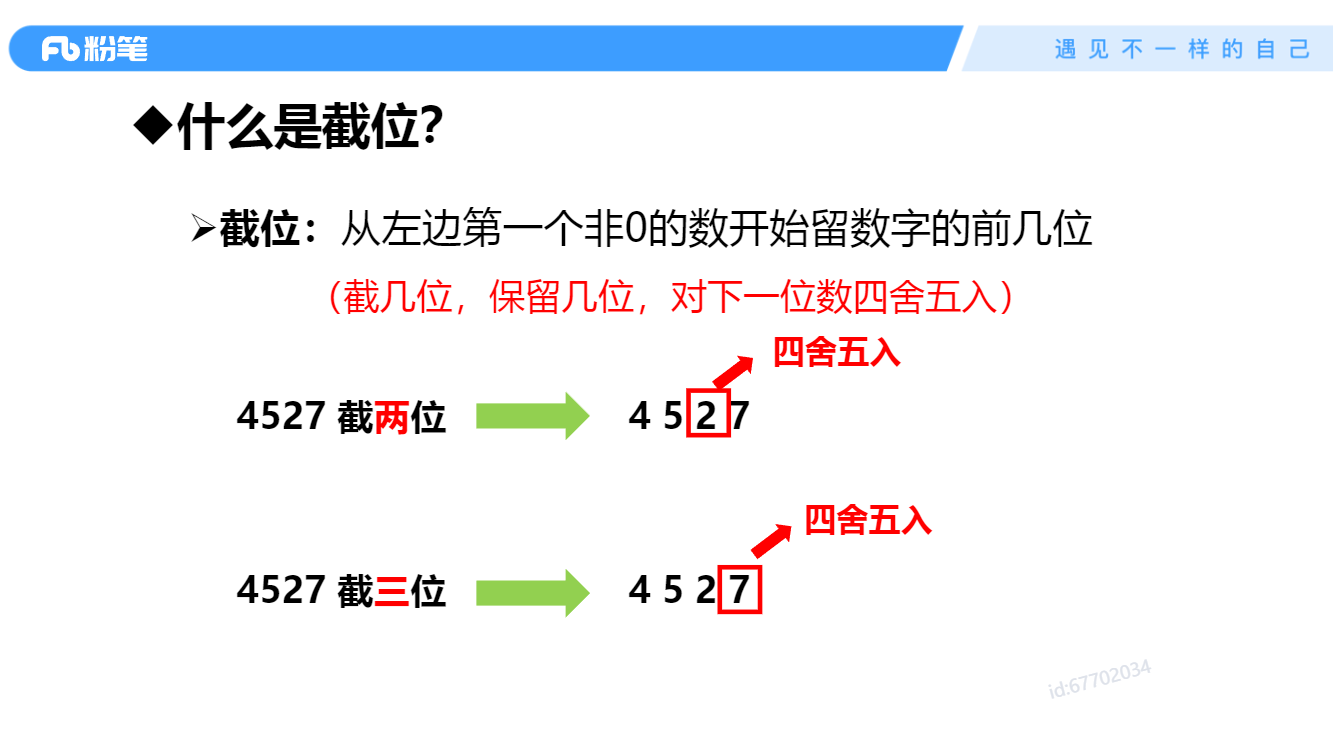 粉笔
遇见不一样的自己
◆什么是截位？
➢截位：从左边第一个非0的数开始留数字的前几位
（截几位，保留几位，对下一位数四舍五入）
四舍五入
4527 截两位 4 5 2 7
四舍五入
4527 截三位 4 5 2 7
id:67702034